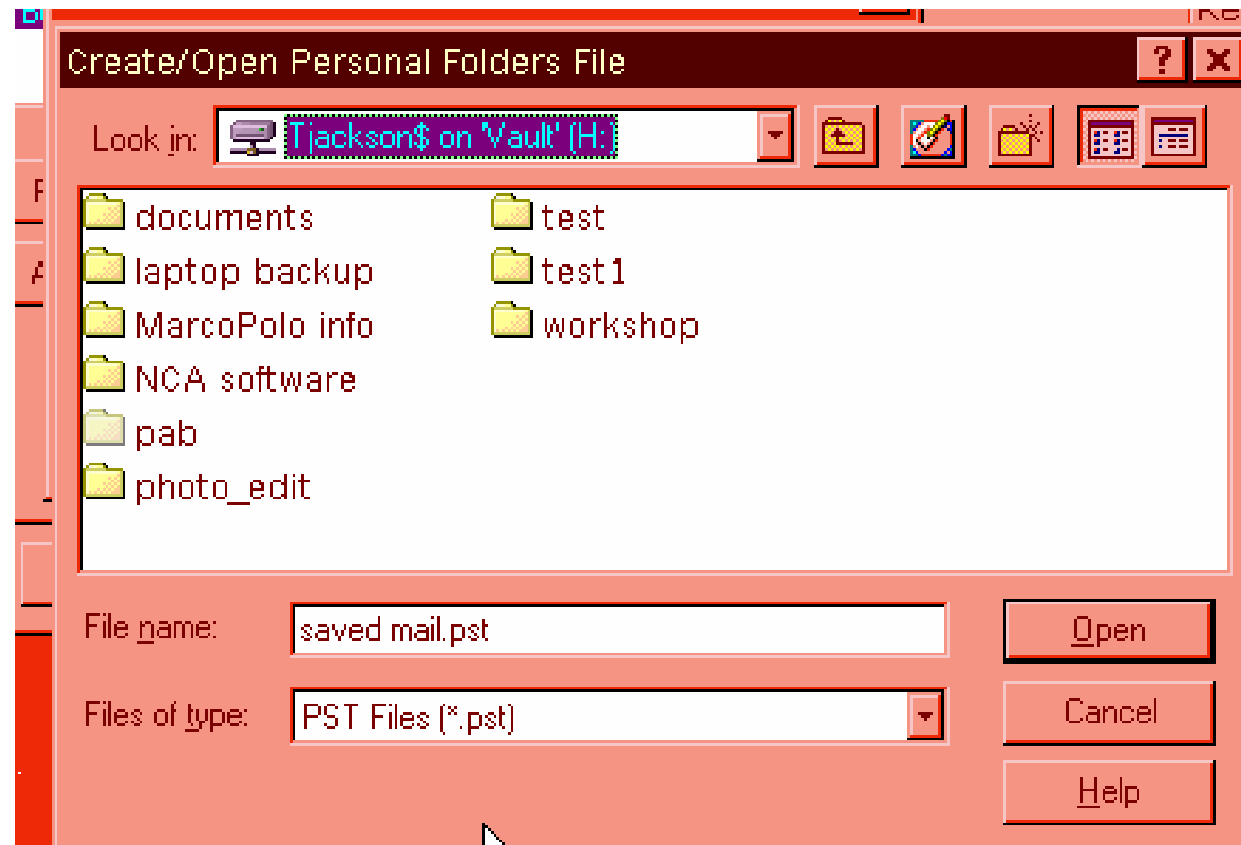 Create/Open Personal Folders File
Look in: Tjackson$ on 'Vault' (H:)
documents
laptop backup
MarcoPolo info
NCA software
pab
photo_edit
test
test1
workshop
File name: saved mail.pst
Open
Files of type: PST Files (*.pst)
Cancel
Help